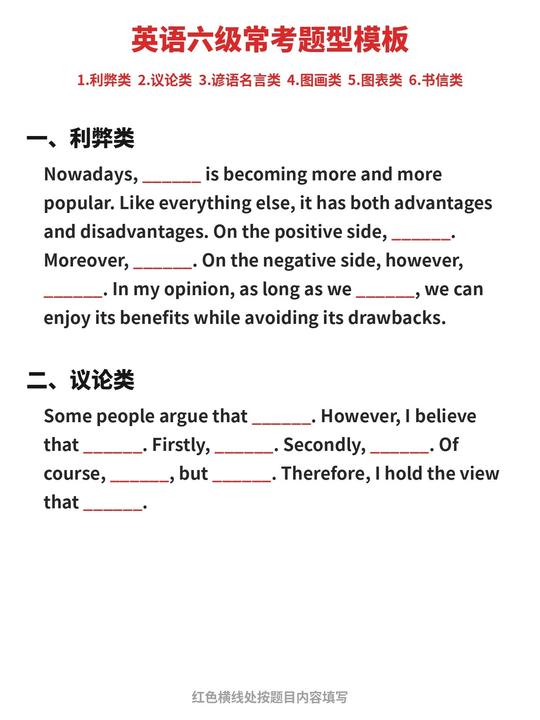 英语六级常考题型模板
1.利弊类 2.议论类 3.谚语名言类 4.图画类 5.图表类 6.书信类
一、利弊类
Nowadays, ______ is becoming more and more
popular. Like everything else, it has both advantages
and disadvantages. On the positive side, ______.
Moreover, ______. On the negative side, however,
______. In my opinion, as long as we ______, we can
enjoy its benefits while avoiding its drawbacks.
二、议论类
Some people argue that ______. However, I believe
that ______. Firstly, ______. Secondly, ______. Of
course, ______, but ______. Therefore, I hold the view
that ______.
红色横线处按题目内容填写